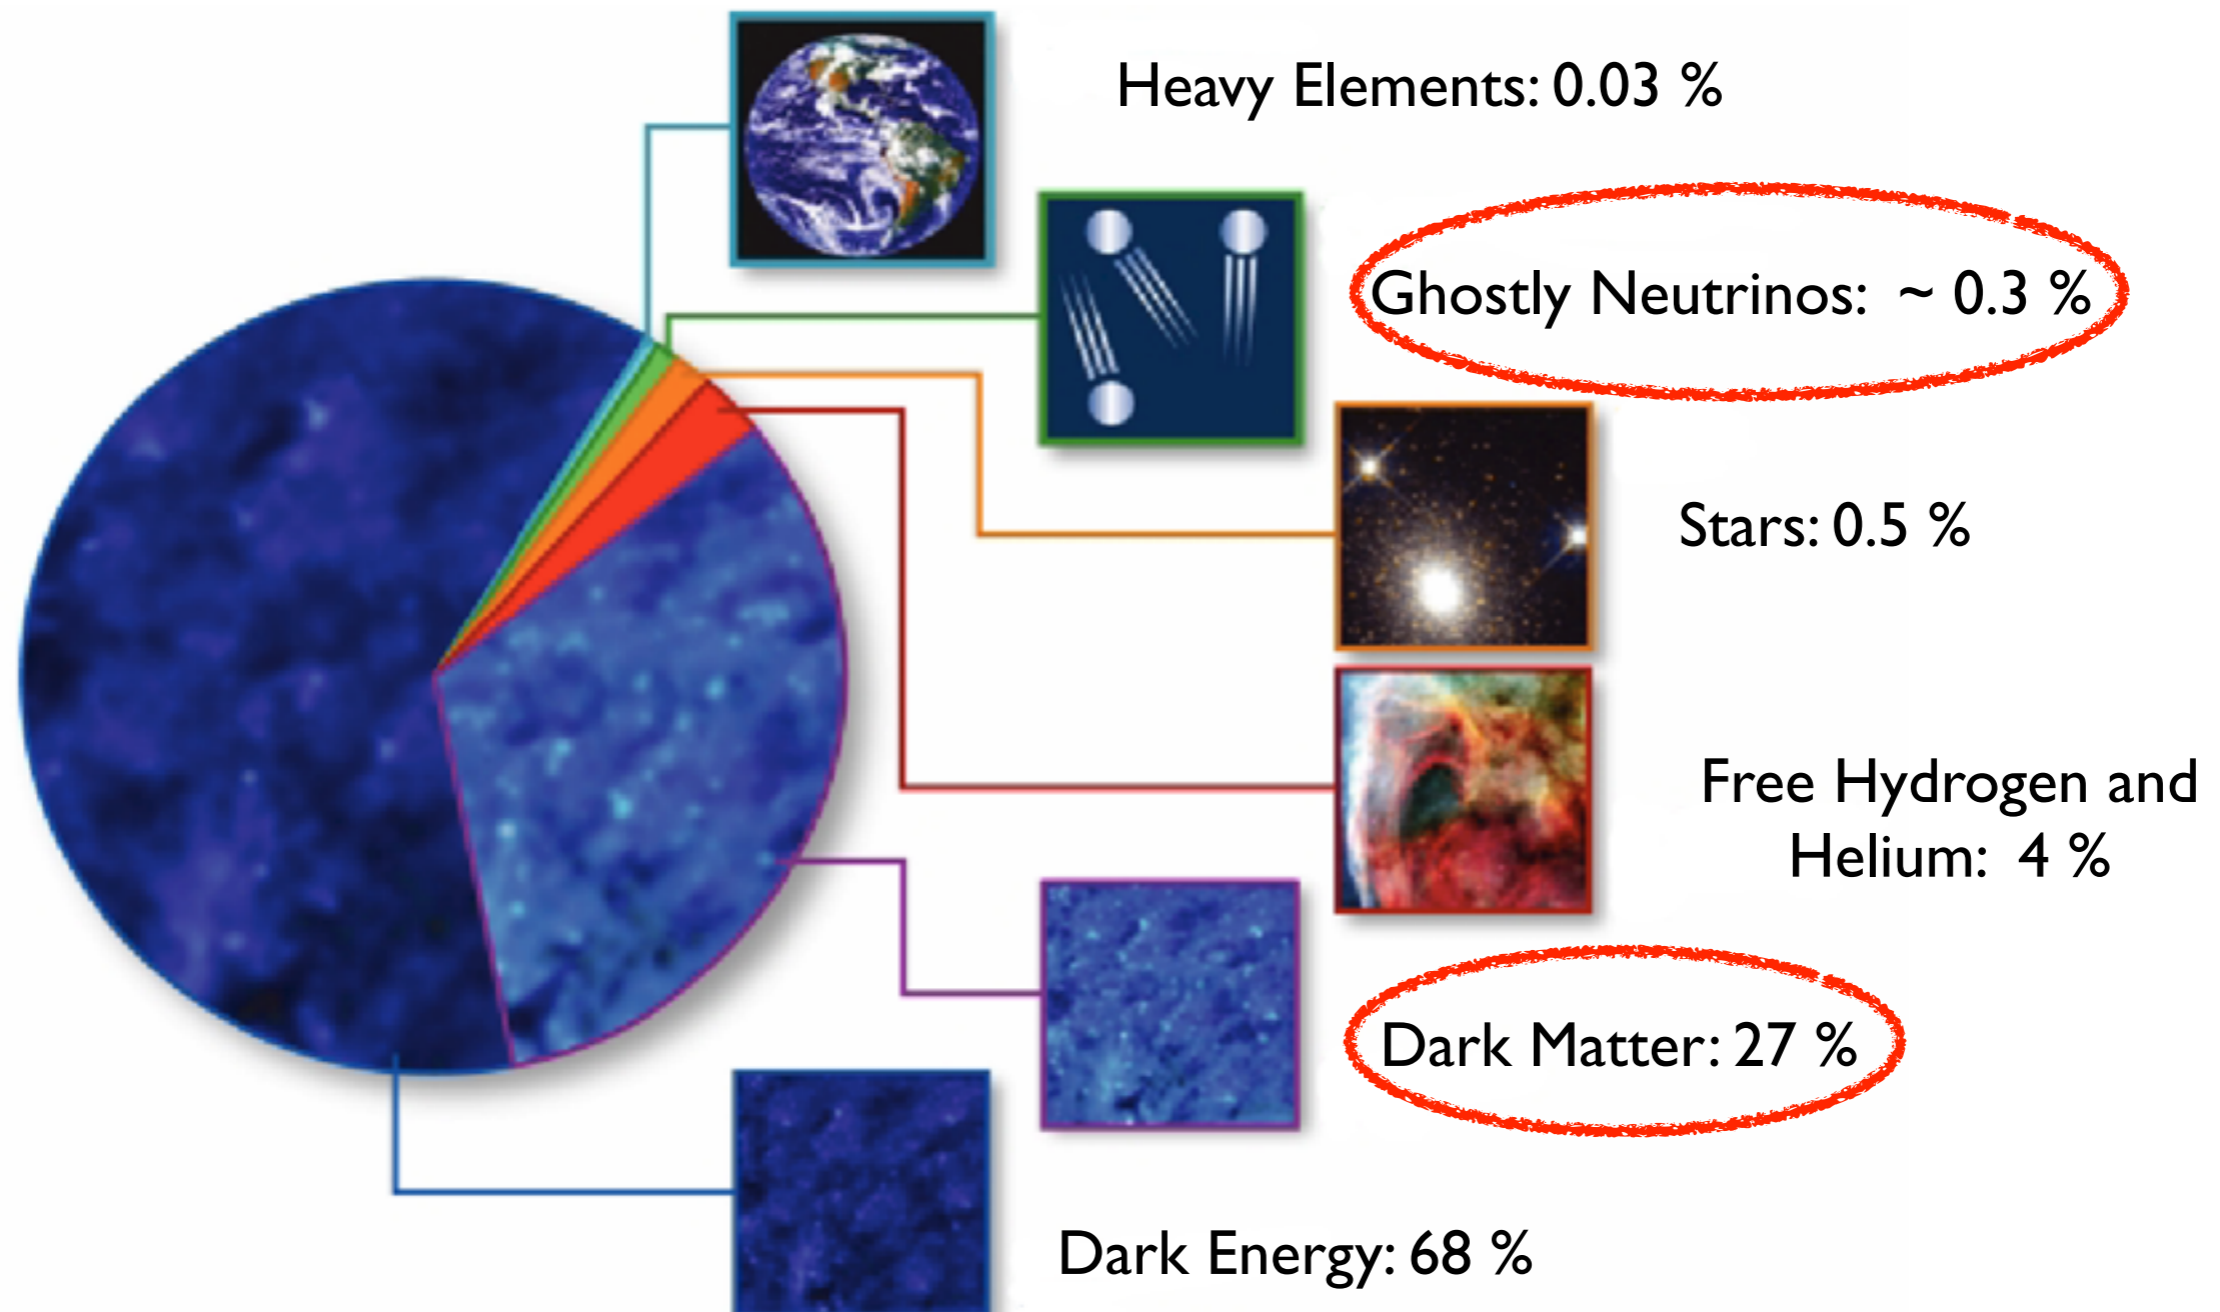 Heavy Elements: 0.03 %
Ghostly Neutrinos: ~ 0.3 %
Stars: 0.5 %
Free Hydrogen and
Helium: 4 %
Dark Matter: 27 %
Dark Energy: 68 %